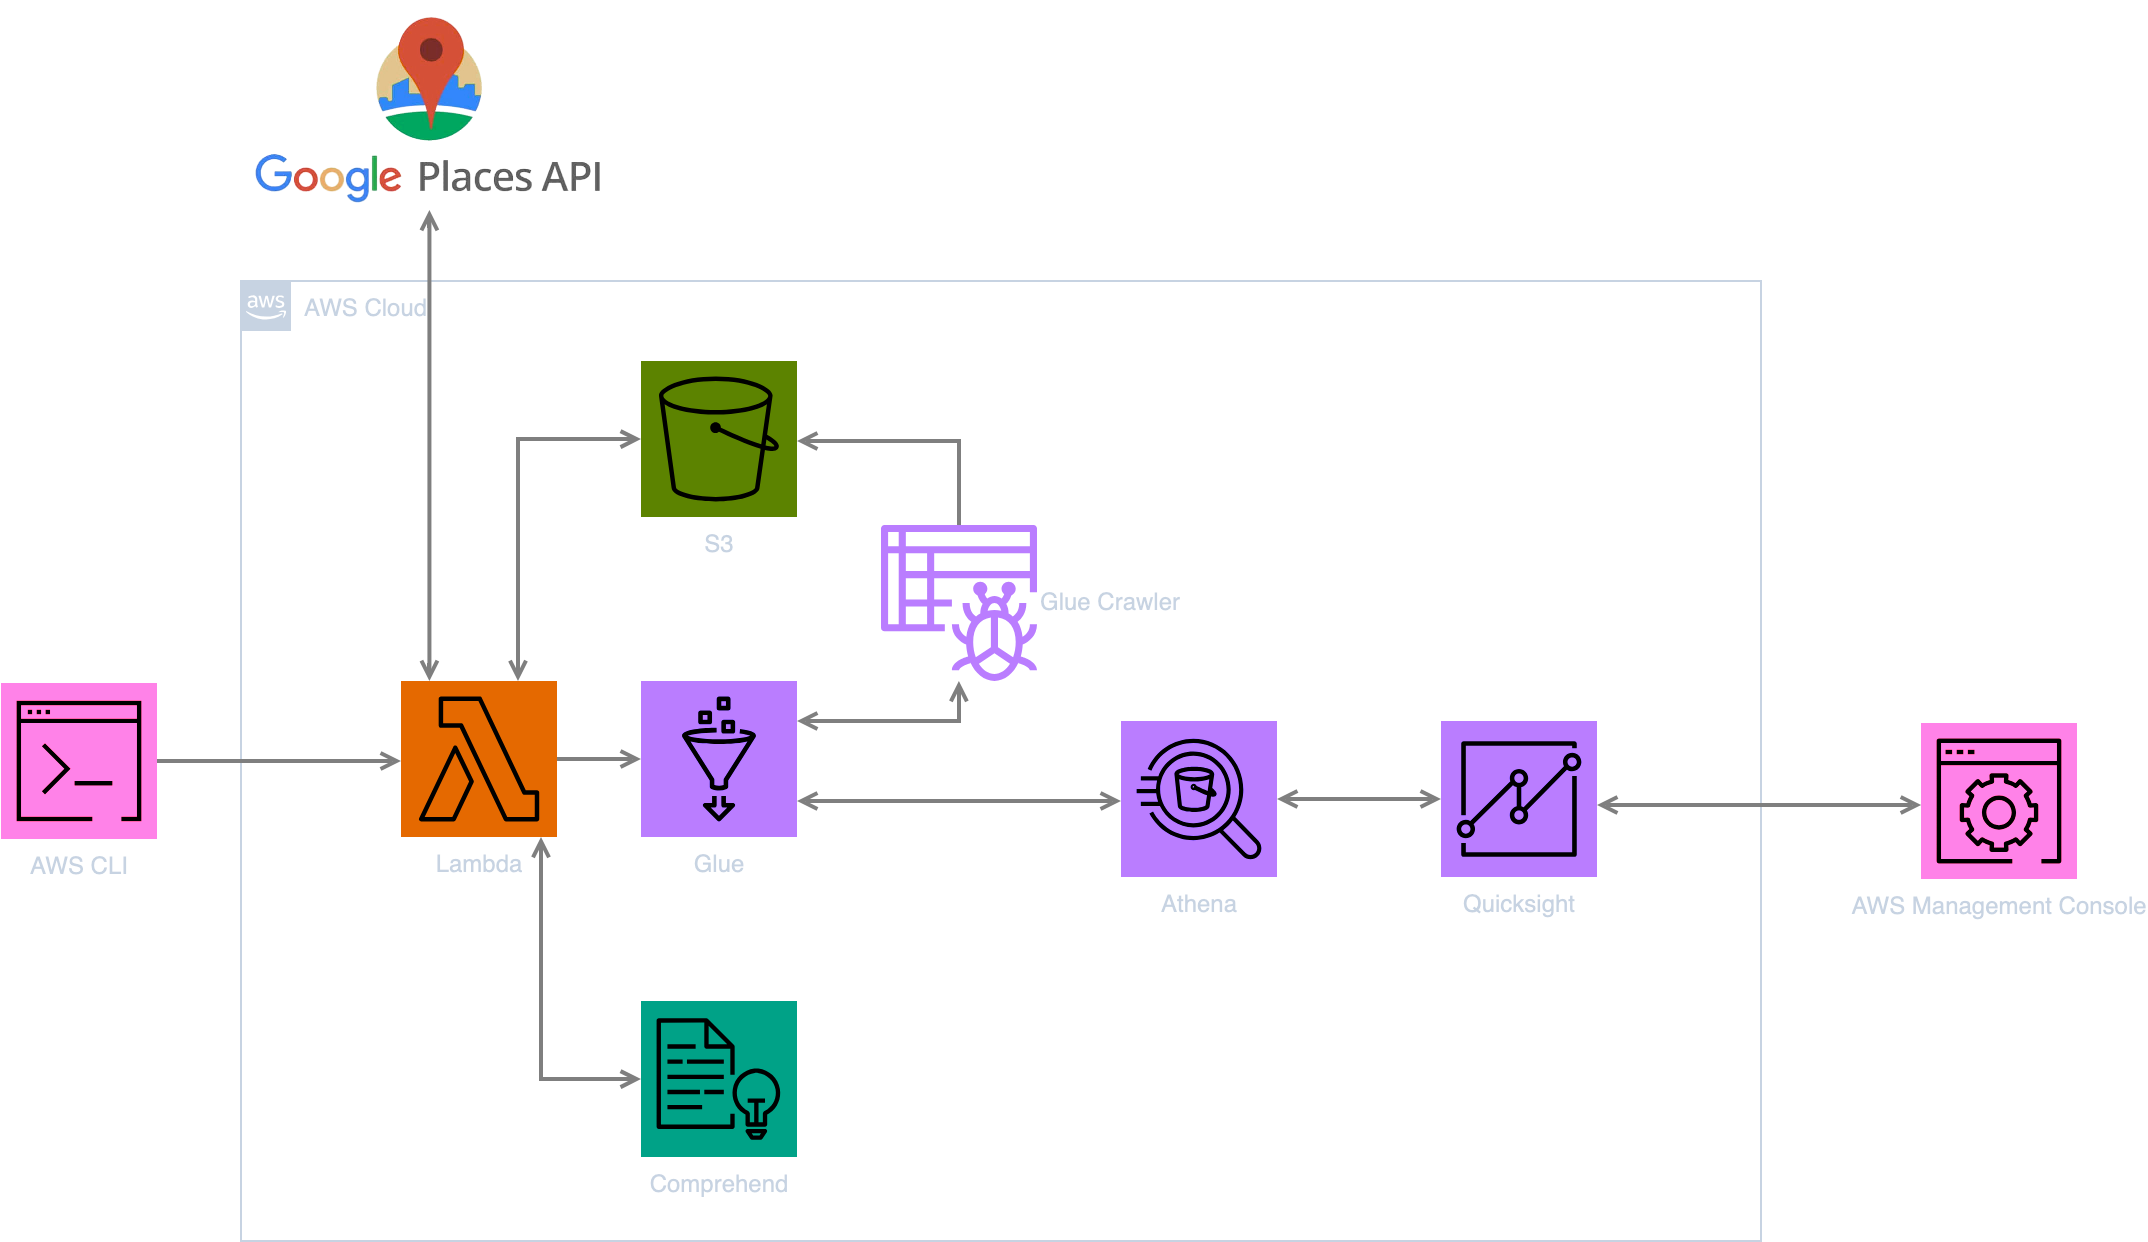 Google Places API
aws
AWS Cloud
S3
Glue Crawler
AWS CLI
Lambda
Glue
Athena
Quicksight
AWS Management Console
Comprehend